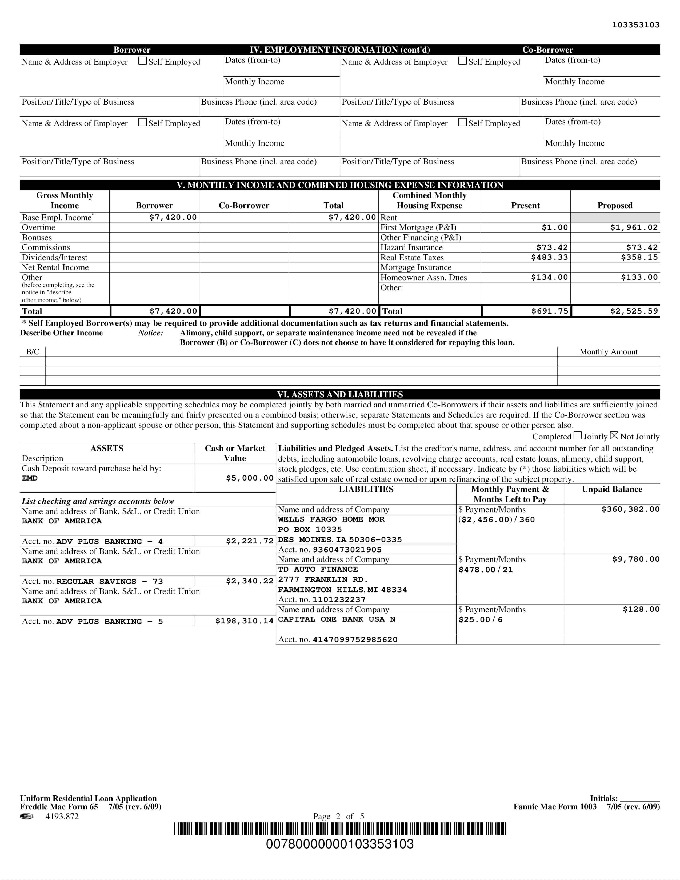 103353103
Borrower IV. EMPLOYMENT INFORMATION (cont'd) Co-Borrower
Name & Address of Employer Self Employed Dates (from-to) Name & Address of Employer Self Employed Dates (from-to)
Monthly Income Monthly Income
Position/Title/Type of Business Business Phone (incl. area code) Position/Title/Type of Business Business Phone (incl. area code)
Name & Address of Employer Self Employed Dates (from-to) Name & Address of Employer Self Employed Dates (from-to)
Monthly Income Monthly Income
Position/Title/Type of Business Business Phone (incl. area code) Position/Title/Type of Business Business Phone (incl. area code)
V. MONTHLY INCOME AND COMBINED HOUSING EXPENSE INFORMATION
Gross Monthly Combined Monthly
Income Borrower Co-Borrower Total Housing Expense Present Proposed
Base Empl. Income* $7,420.00 $7,420.00 Rent
Overtime First Mortgage (P&I) $1.00 $1,961.02
Bonuses Other Financing (P&I)
Commissions Hazard Insurance $73.42 $73.42
Dividends/Interest Real Estate Taxes $483.33 $358.15
Net Rental Income Mortgage Insurance
Other Homeowner Assn. Dues $134.00 $133.00
(before completing, see the Other
notice in "describe
other income," below)
Total $7,420.00 $7,420.00 Total $691.75 $2,525.59
* Self Employed Borrower(s) may be required to provide additional documentation such as tax returns and financial statements.
Describe Other Income Notice: Alimony, child support, or separate maintenance income need not be revealed if the
Borrower (B) or Co-Borrower (C) does not choose to have it considered for repaying this loan.
B/C Monthly Amount
VI. ASSETS AND LIABILITIES
This Statement and any applicable supporting schedules may be completed jointly by both married and unmarried Co-Borrowers if their assets and liabilities are sufficiently joined
so that the Statement can be meaningfully and fairly presented on a combined basis; otherwise, separate Statements and Schedules are required. If the Co-Borrower section was
completed about a non-applicant spouse or other person, this Statement and supporting schedules must be completed about that spouse or other person also.
Completed Jointly Not Jointly
ASSETS Cash or Market Liabilities and Pledged Assets. List the creditor's name, address, and account number for all outstanding
Description Value debts, including automobile loans, revolving charge accounts, real estate loans, alimony, child support,
Cash Deposit toward purchase held by: stock pledges, etc. Use continuation sheet, if necessary. Indicate by (*) those liabilities which will be
EMD $5,000.00 satisfied upon sale of real estate owned or upon refinancing of the subject property.
LIABILITIES Monthly Payment & Unpaid Balance
List checking and savings accounts below Months Left to Pay
Name and address of Bank, S&L, or Credit Union Name and address of Company $ Payment/Months $360,382.00
BANK OF AMERICA WELLS FARGO HOME MOR ($2,456.00)/360
PO BOX 10335
Acct. no. ADV PLUS BANKING - 4 $2,221.72 DES MOINES, IA 50306-0335
Name and address of Bank, S&L, or Credit Union Acct. no. 9360473021905
BANK OF AMERICA Name and address of Company $ Payment/Months $9,780.00
TD AUTO FINANCE $478.00/21
Acct. no. REGULAR SAVINGS - 73 $2,340.22 2777 FRANKLIN RD.
Name and address of Bank, S&L, or Credit Union FARMINGTON HILLS, MI 48334
BANK OF AMERICA Acct. no. 1101232237
Name and address of Company $ Payment/Months $128.00
Acct. no. ADV PLUS BANKING - 5 $198,310.14 CAPITAL ONE BANK USA N $25.00/6
Acct. no. 4147099752985620
Uniform Residential Loan Application Initials:
Freddie Mac Form 65 7/05 (rev. 6/09) Fannie Mae Form 1003 7/05 (rev. 6/09)
4193.872 Page 2 of 5
00780000000103353103